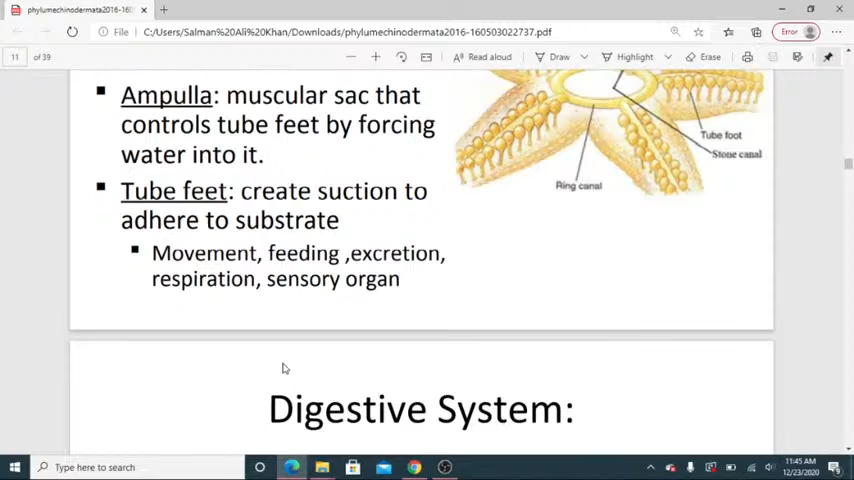 phylumechinodermata2016-160
File
C:/Users/Salman%20Ali%20Khan/Downloads/phylumechinodermata2016-160503022737.pdf
Error
11
of 39
Read aloud
Draw
Highlight
Erase
Ampulla: muscular sac that
controls tube feet by forcing
water into it.
Tube feet: create suction to
adhere to substrate
Movement, feeding ,excretion,
respiration, sensory organ
Tube foot
Stone canal
Ring canal
Digestive System:
Type here to search
11:45 AM
12/23/2020